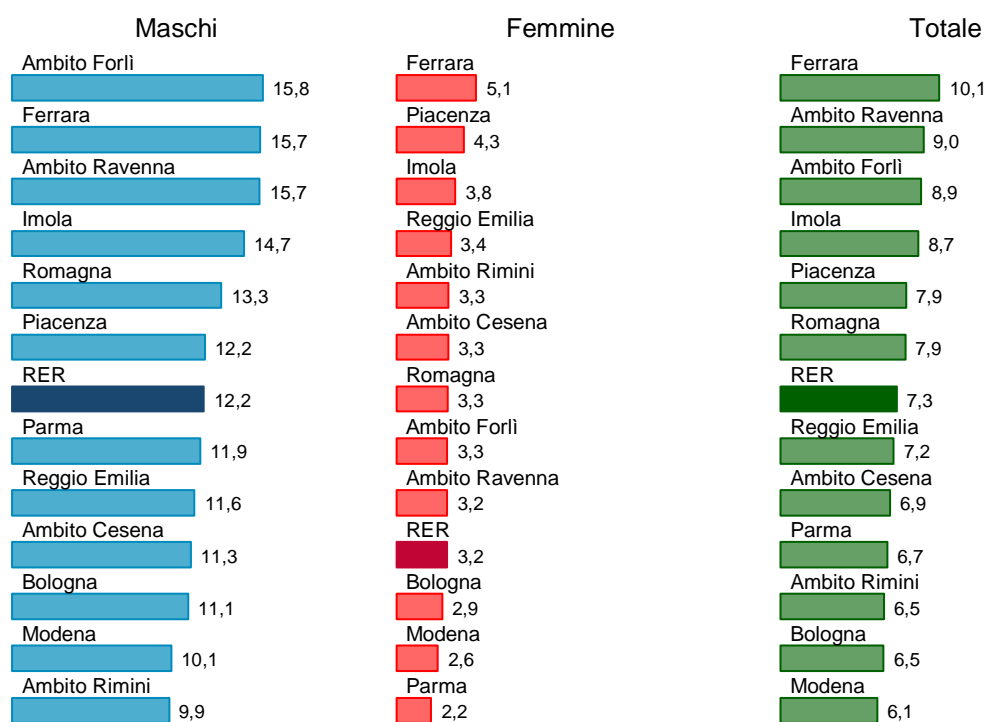 Maschi
Ambito Forlì
15,8
Ferrara
15,7
Ambito Ravenna
15,7
Imola
14,7
Romagna
13,3
Piacenza
12,2
RER
12,2
Parma
11,9
Reggio Emilia
11,6
Ambito Cesena
11,3
Bologna
11,1
Modena
10,1
Ambito Rimini
9,9
Femmine
Ferrara
5,1
Piacenza
4,3
Imola
3,8
Reggio Emilia
3,4
Ambito Rimini
3,3
Ambito Cesena
3,3
Romagna
3,3
Ambito Forlì
3,3
Ambito Ravenna
3,2
RER
3,2
Bologna
2,9
Modena
2,6
Parma
2,2
Totale
Ferrara
10,1
Ambito Ravenna
9,0
Ambito Forlì
8,9
Imola
8,7
Piacenza
7,9
Romagna
7,9
RER
7,3
Reggio Emilia
7,2
Ambito Cesena
6,9
Parma
6,7
Ambito Rimini
6,5
Bologna
6,5
Modena
6,1